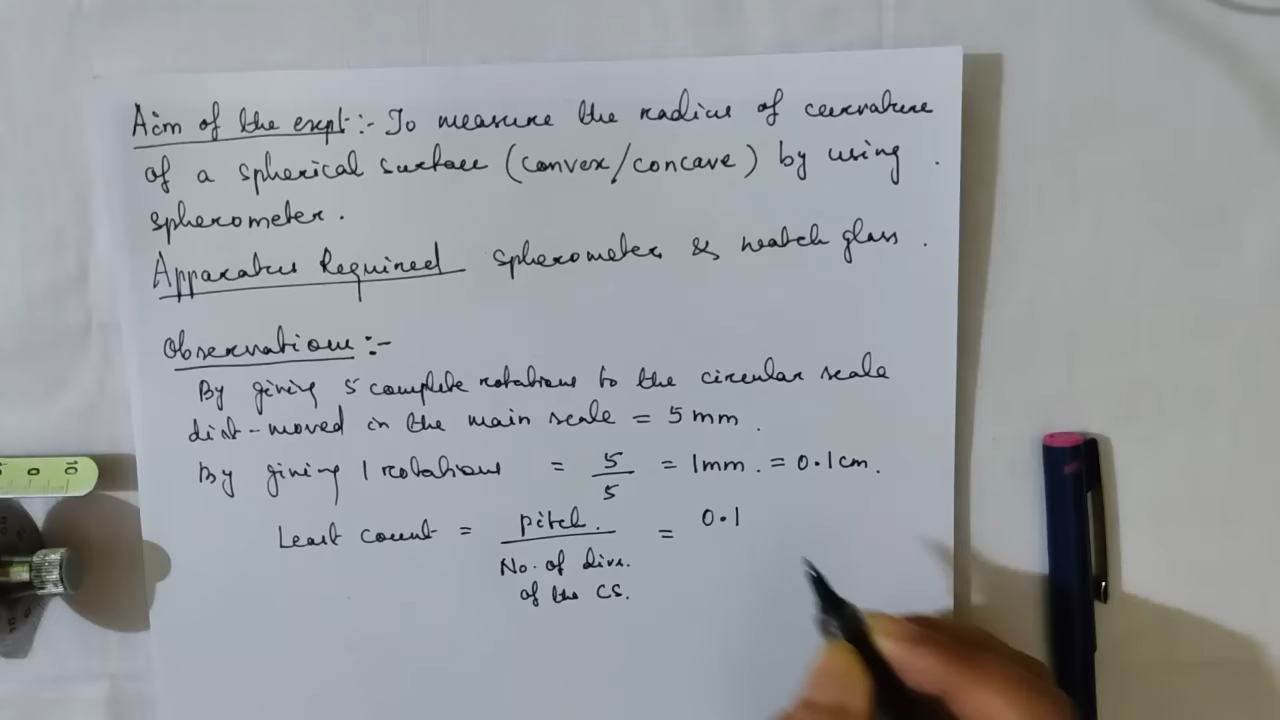 Aim of the expt:- To measure the radius of curvature
of a spherical surface (convex/concave) by using
spherometer.
Apparatus Required spherometer & watch glass.
Observation:-
By giving 5 complete rotations to the circular scale
dist-moved in the main scale = 5 mm.
By giving 1 rotations = 5/5 = 1mm. = 0.1cm.
Least count = pitch. = 0.1
No. of divs.
of the CS.
0 10